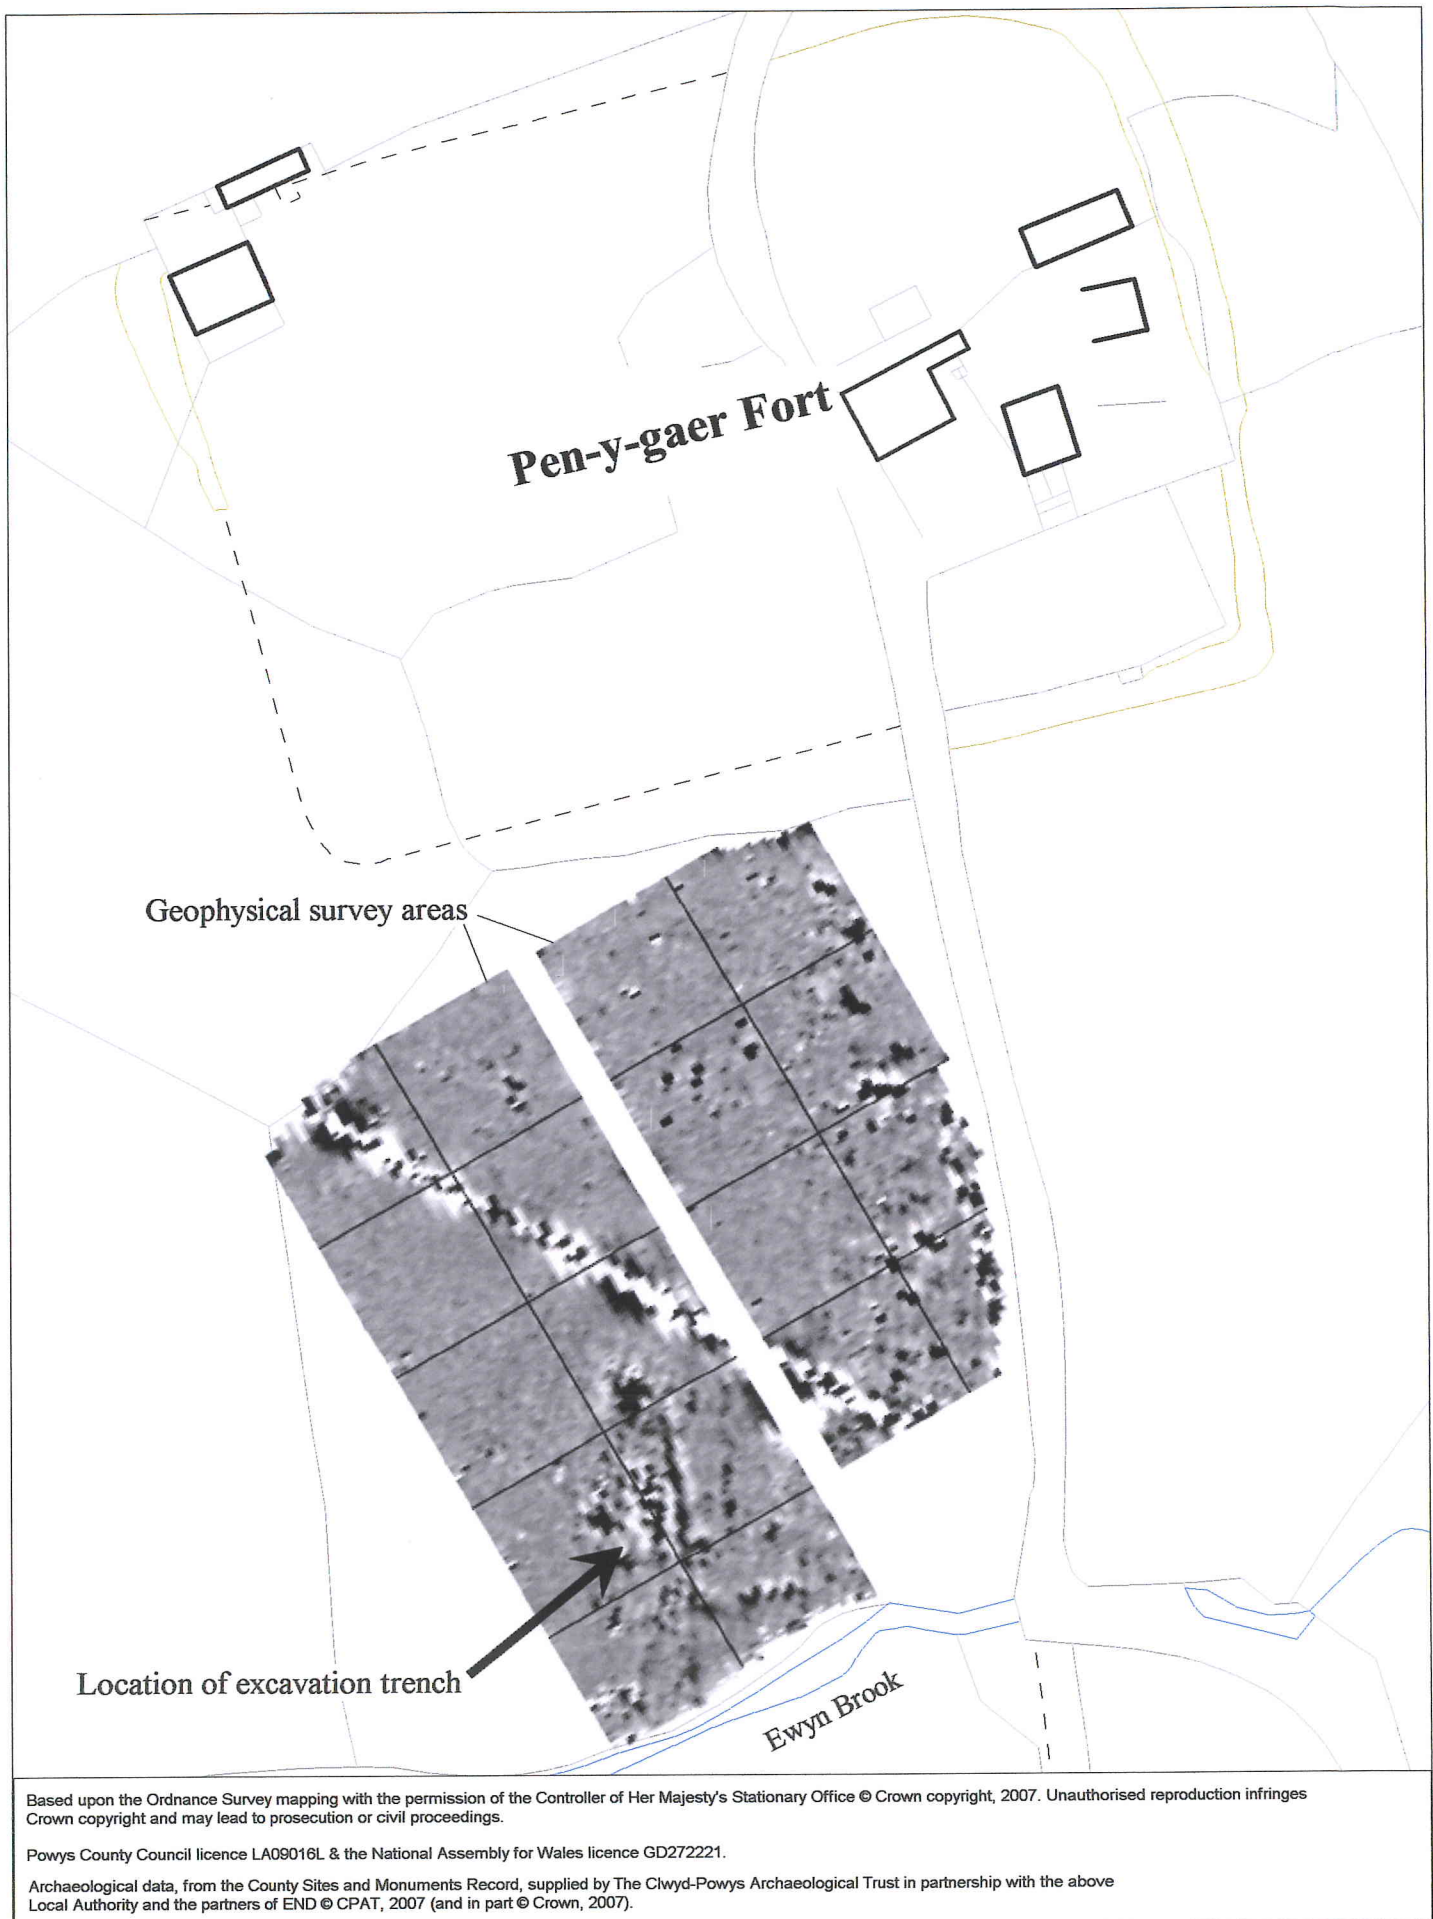 Pen-y-gaer Fort
Geophysical survey areas
Location of excavation trench
Ewyn Brook
Based upon the Ordnance Survey mapping with the permission of the Controller of Her Majesty's Stationary Office © Crown copyright, 2007. Unauthorised reproduction infringes
Crown copyright and may lead to prosecution or civil proceedings.
Powys County Council licence LA09016L & the National Assembly for Wales licence GD272221.
Archaeological data, from the County Sites and Monuments Record, supplied by The Clwyd-Powys Archaeological Trust in partnership with the above
Local Authority and the partners of END © CPAT, 2007 (and in part © Crown, 2007).